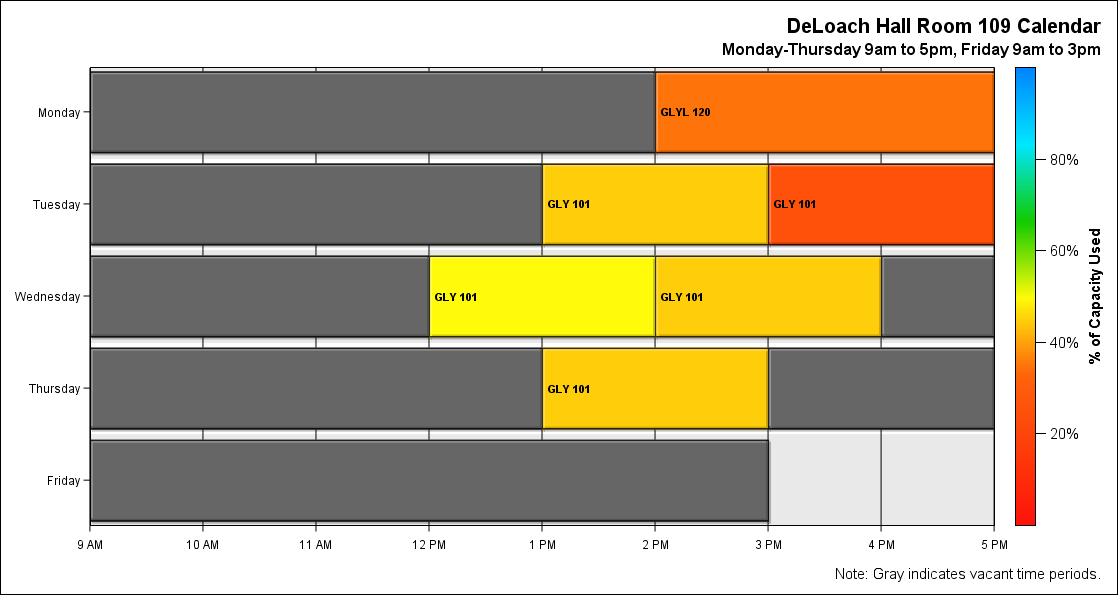 DeLoach Hall Room 109 Calendar
Monday-Thursday 9am to 5pm, Friday 9am to 3pm
Monday
GLYL 120
Tuesday
GLY 101
GLY 101
Wednesday
GLY 101
GLY 101
Thursday
GLY 101
Friday
9 AM
10 AM
11 AM
12 PM
1 PM
2 PM
3 PM
4 PM
5 PM
80%
60%
40%
20%
% of Capacity Used
Note: Gray indicates vacant time periods.